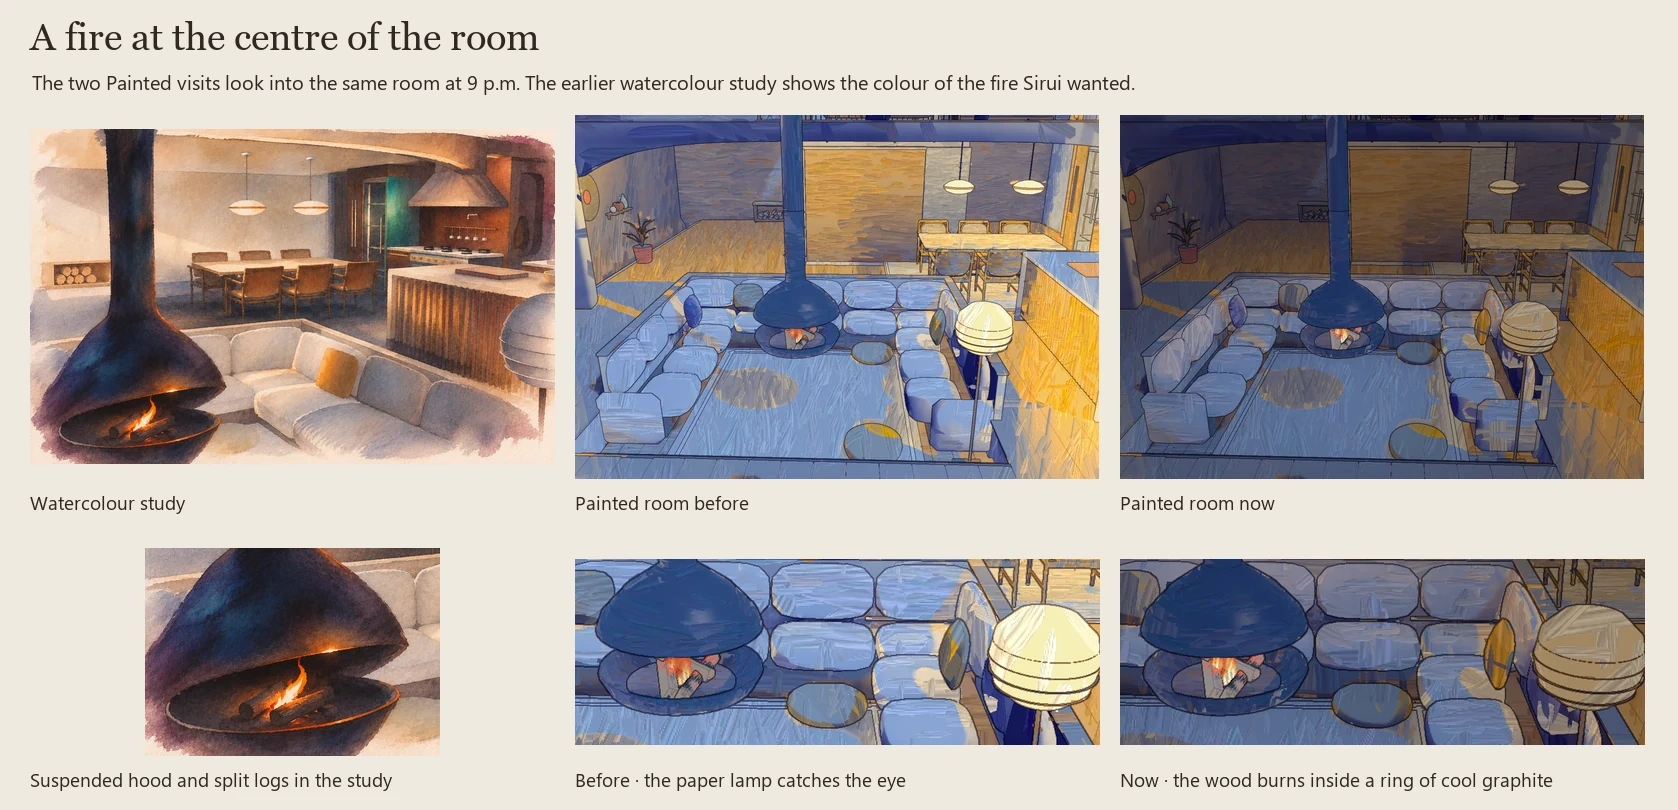 A fire at the centre of the room
The two Painted visits look into the same room at 9 p.m. The earlier watercolour study shows the colour of the fire Sirui wanted.
Watercolour study
Painted room before
Painted room now
Suspended hood and split logs in the study
Before · the paper lamp catches the eye
Now · the wood burns inside a ring of cool graphite